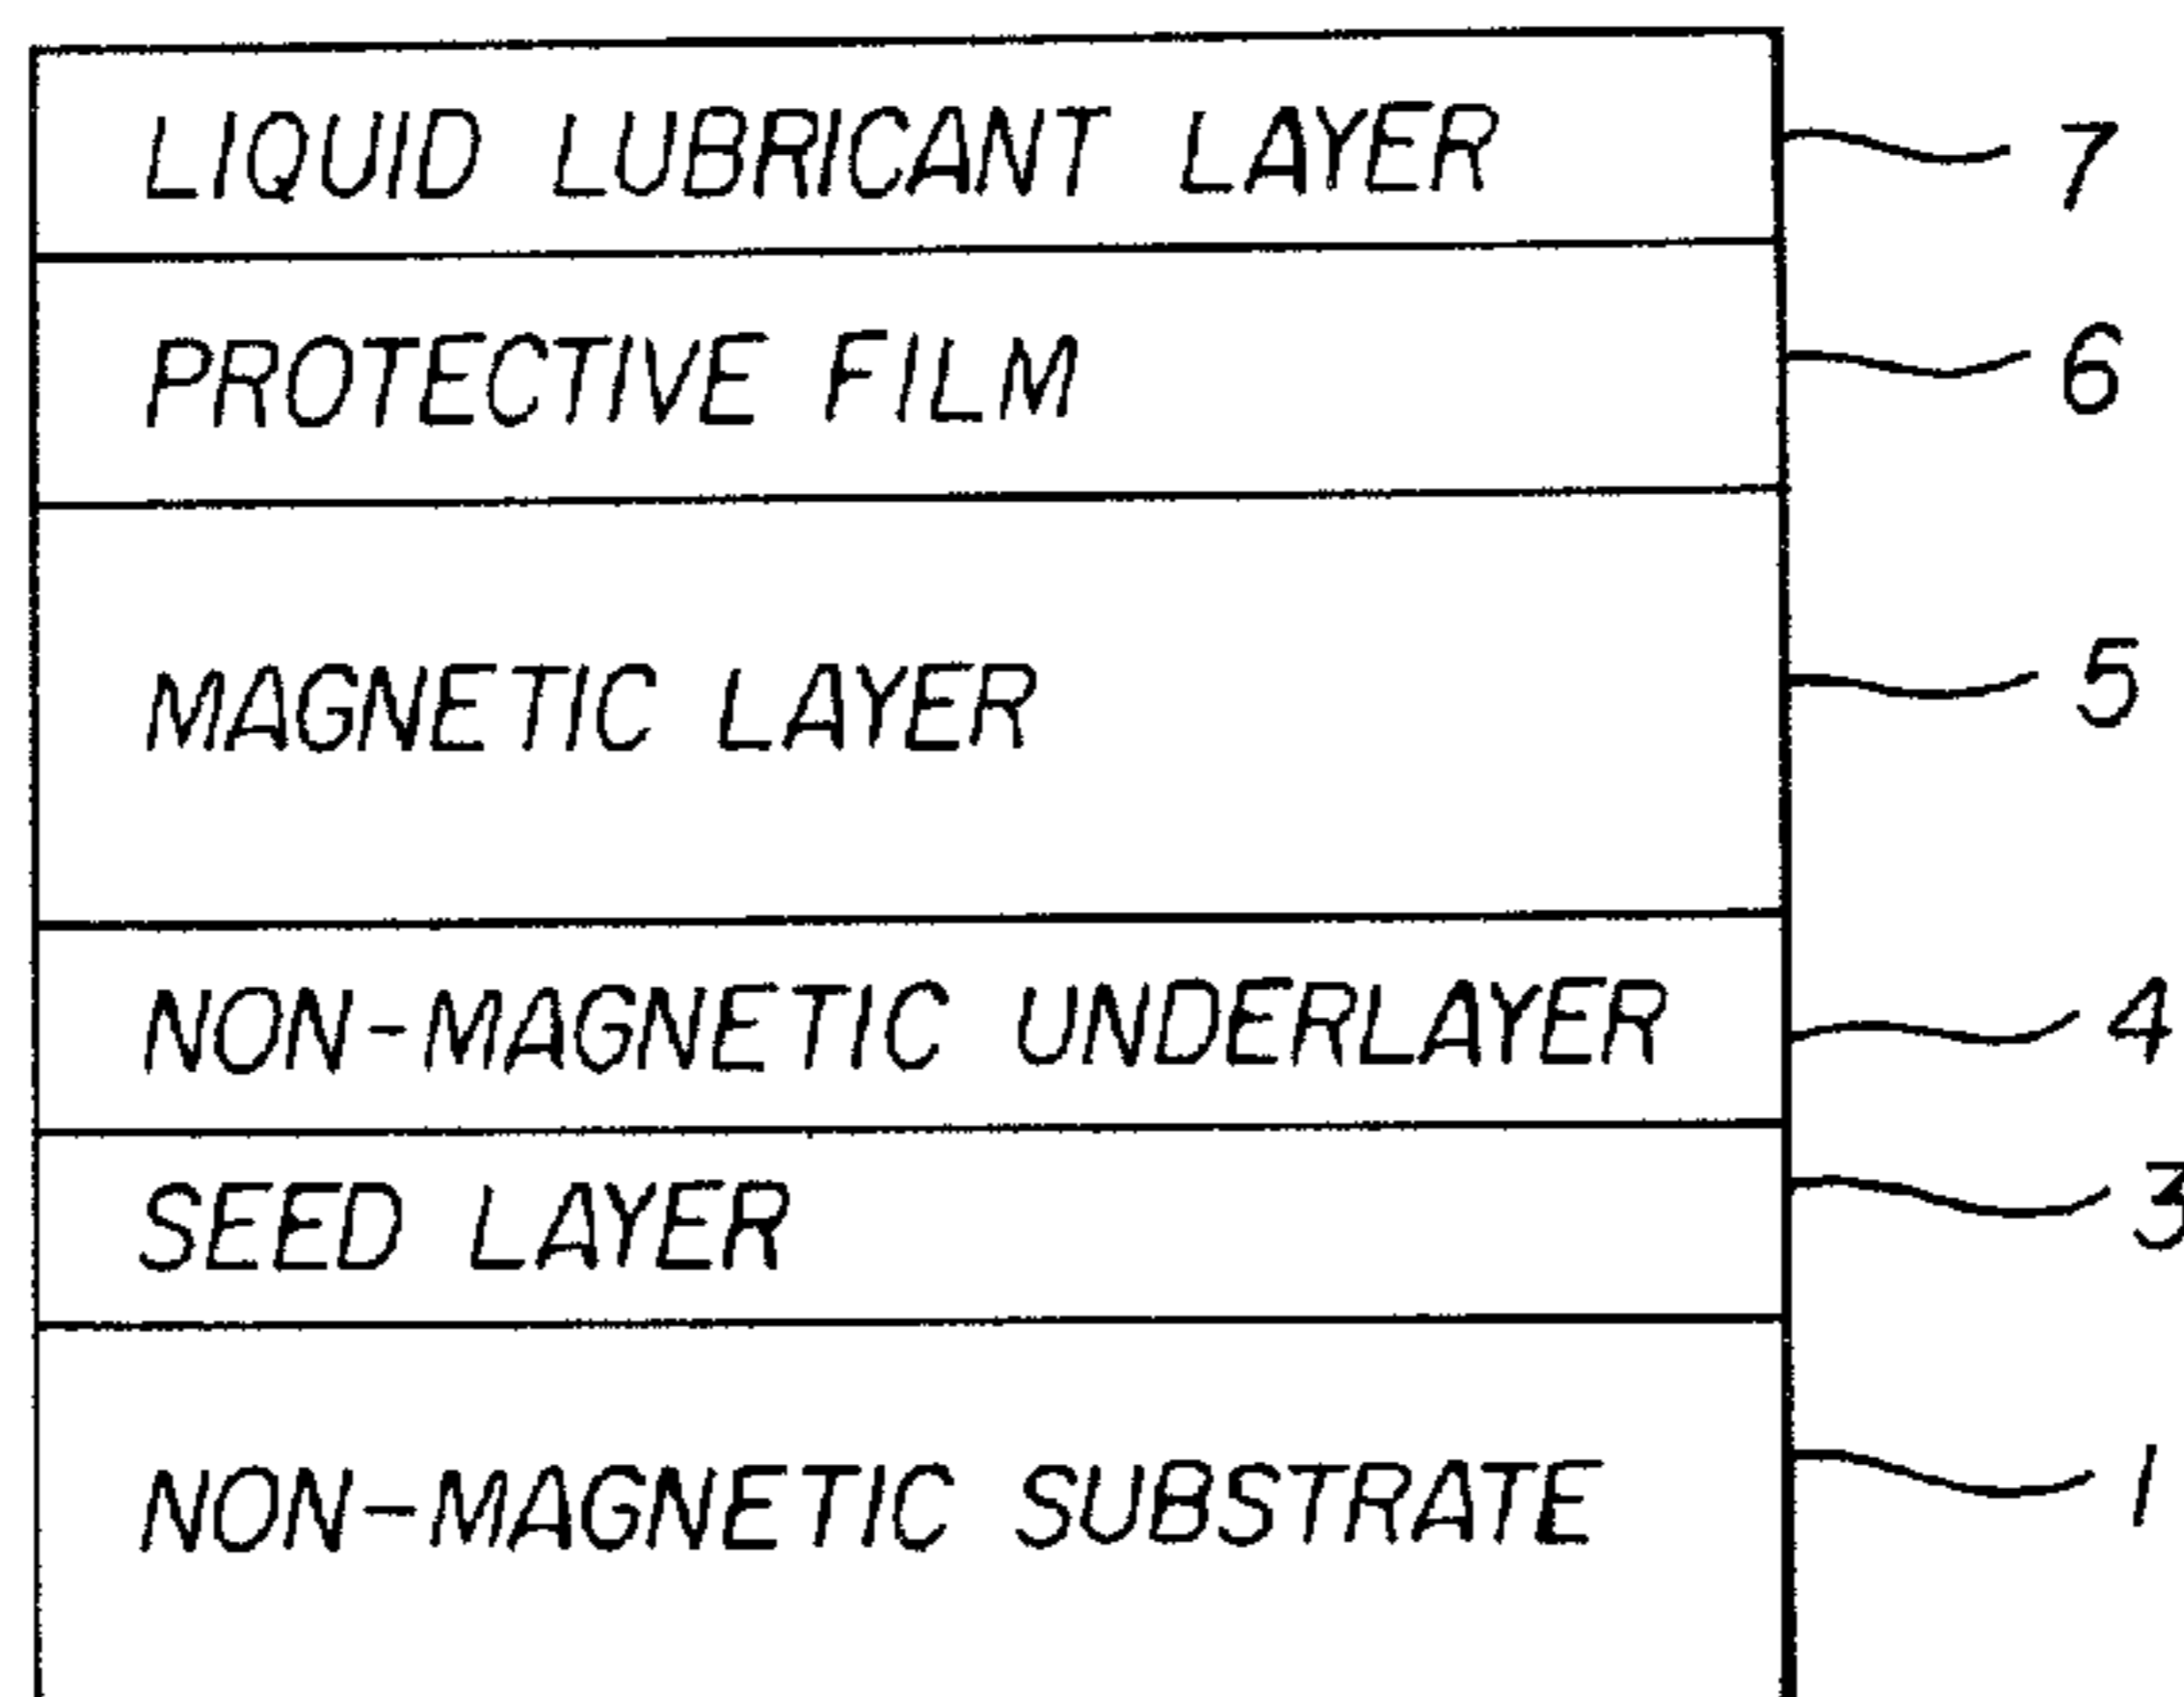 LIQUID LUBRICANT LAYER 7
PROTECTIVE FILM 6
MAGNETIC LAYER 5
NON-MAGNETIC UNDERLAYER 4
SEED LAYER 3
NON-MAGNETIC SUBSTRATE 1